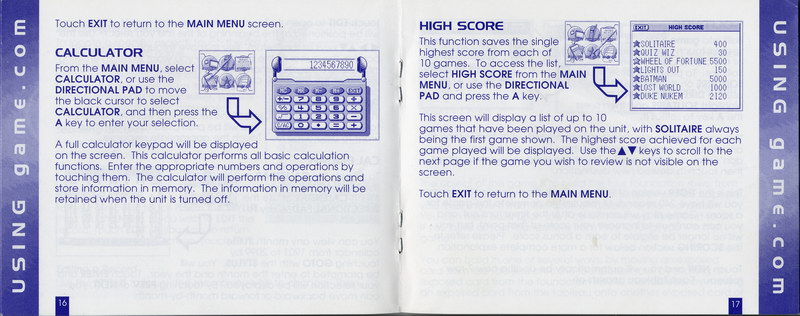 USING game.com
Touch EXIT to return to the MAIN MENU screen.
CALCULATOR
From the MAIN MENU, select
CALCULATOR, or use the
DIRECTIONAL PAD to move
the black cursor to select
CALCULATOR, and then press the
A key to enter your selection.
1234567890
A full calculator keypad will be displayed
on the screen. This calculator performs all basic calculation
functions. Enter the appropriate numbers and operations by
touching them. The calculator will perform the operations and
store information in memory. The information in memory will be
retained when the unit is turned off.
16
HIGH SCORE
This function saves the single
highest score from each of
10 games. To access the list,
select HIGH SCORE from the MAIN
MENU, or use the DIRECTIONAL
PAD and press the A key.
EXIT HIGH SCORE
★SOLITAIRE 400
★QUIZ WIZ 30
☆WHEEL OF FORTUNE 5500
★LIGHTS OUT 150
★BATMAN 5000
★LOST WORLD 1000
★DUKE NUKEM 2120
This screen will display a list of up to 10
games that have been played on the unit, with SOLITAIRE always
being the first game shown. The highest score achieved for each
game played will be displayed. Use the ▲▼ keys to scroll to the
next page if the game you wish to review is not visible on the
screen.
Touch EXIT to return to the MAIN MENU.
17
USING game.com